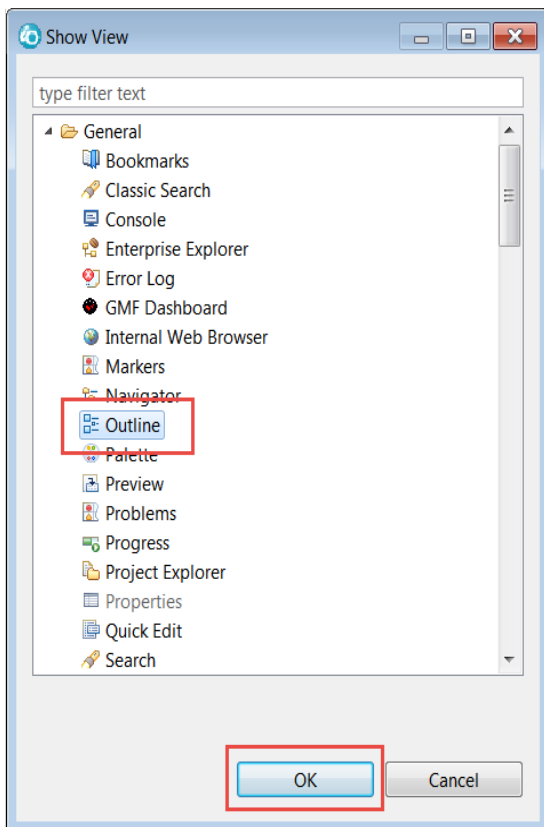 Show View
type filter text
General
Bookmarks
Classic Search
Console
Enterprise Explorer
Error Log
GMF Dashboard
Internal Web Browser
Markers
Navigator
Outline
Palette
Preview
Problems
Progress
Project Explorer
Properties
Quick Edit
Search
OK Cancel